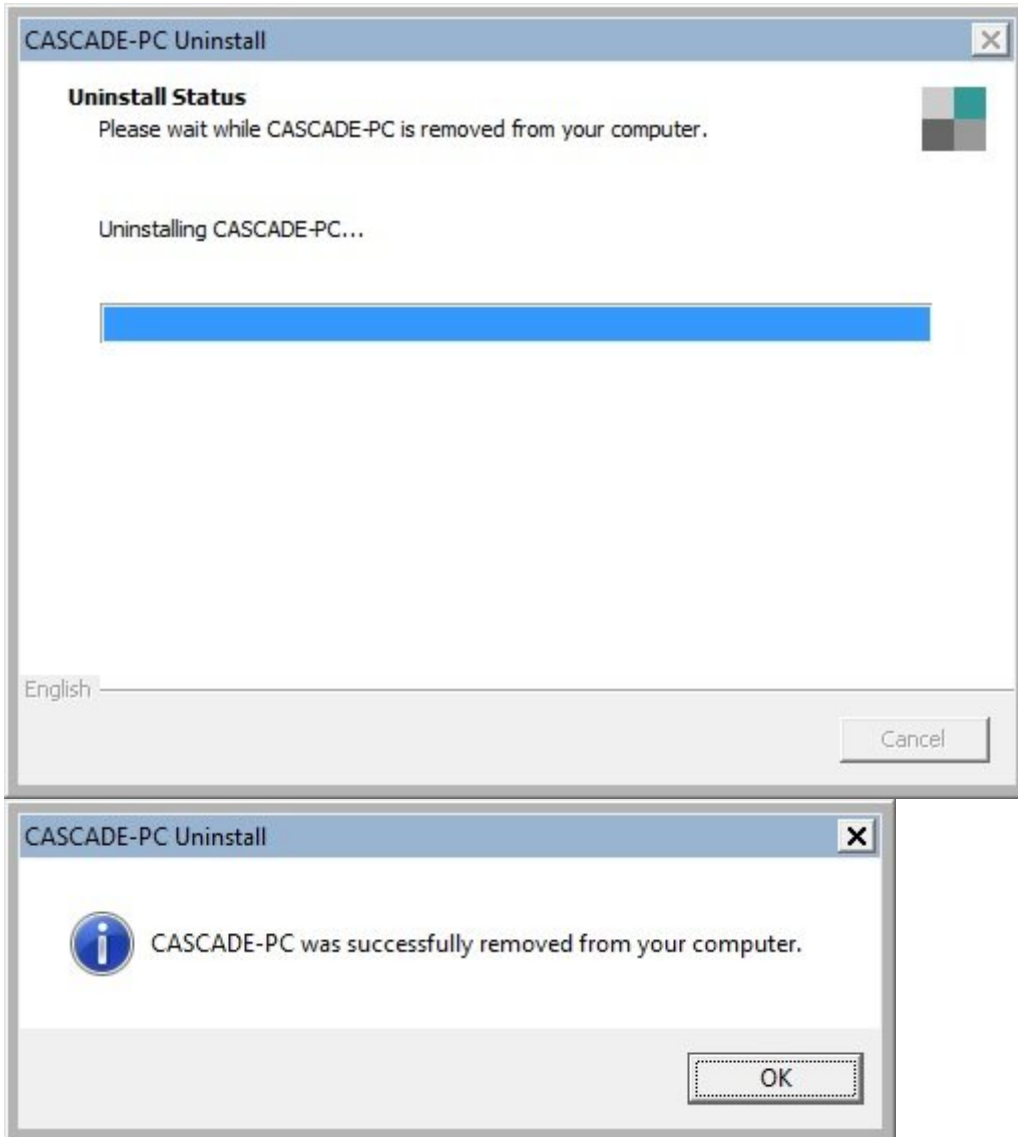 CASCADE-PC Uninstall
Uninstall Status
Please wait while CASCADE-PC is removed from your computer.
Uninstalling CASCADE-PC...
English
Cancel
CASCADE-PC Uninstall
CASCADE-PC was successfully removed from your computer.
OK